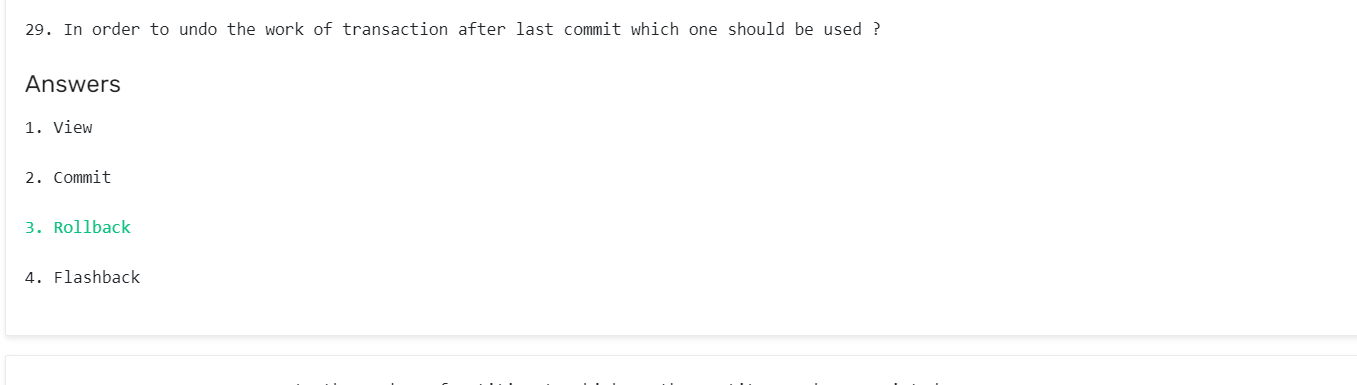 29. In order to undo the work of transaction after last commit which one should be used ?
Answers
1. View
2. Commit
3. Rollback
4. Flashback